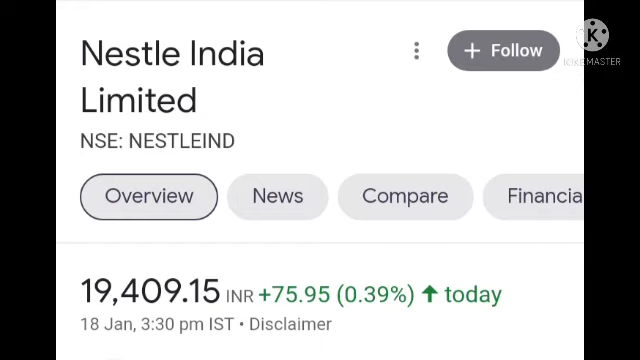 Nestle India
Limited
+ Follow
KINEMASTER
NSE: NESTLEIND
Overview
News
Compare
Financia
19,409.15 INR +75.95 (0.39%) ↑ today
18 Jan, 3:30 pm IST • Disclaimer